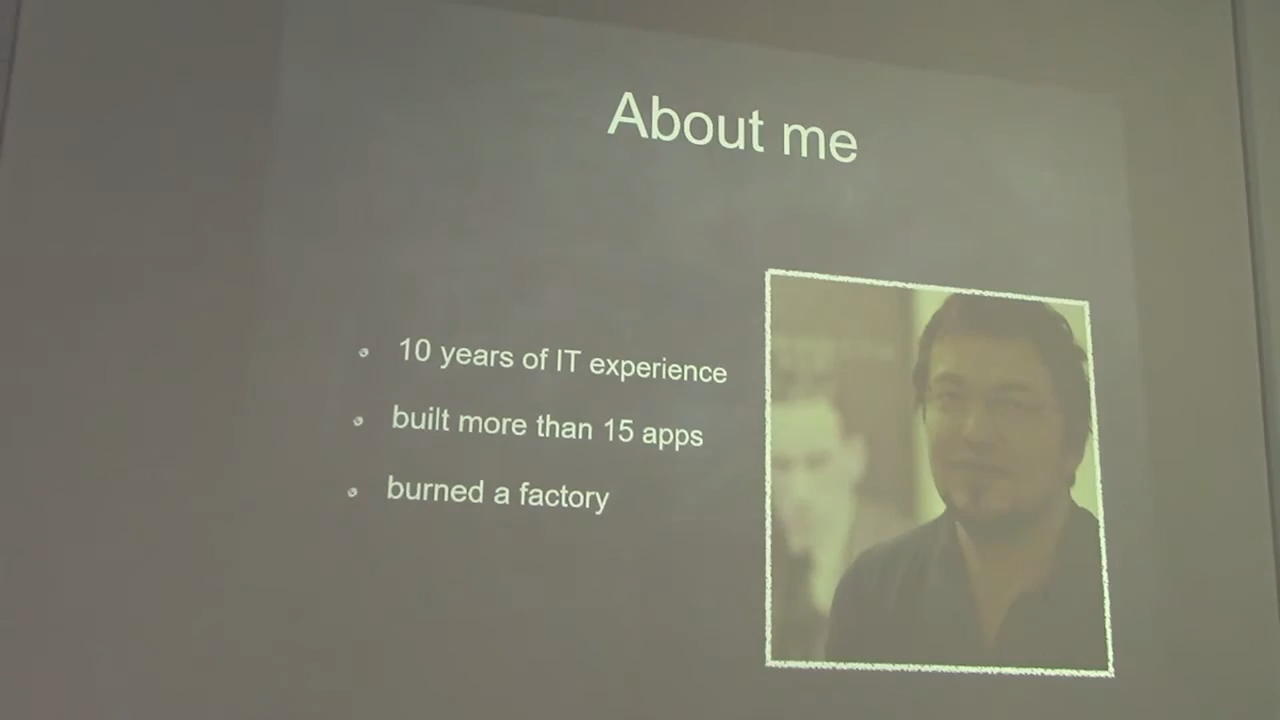 About me
10 years of IT experience
built more than 15 apps
burned a factory